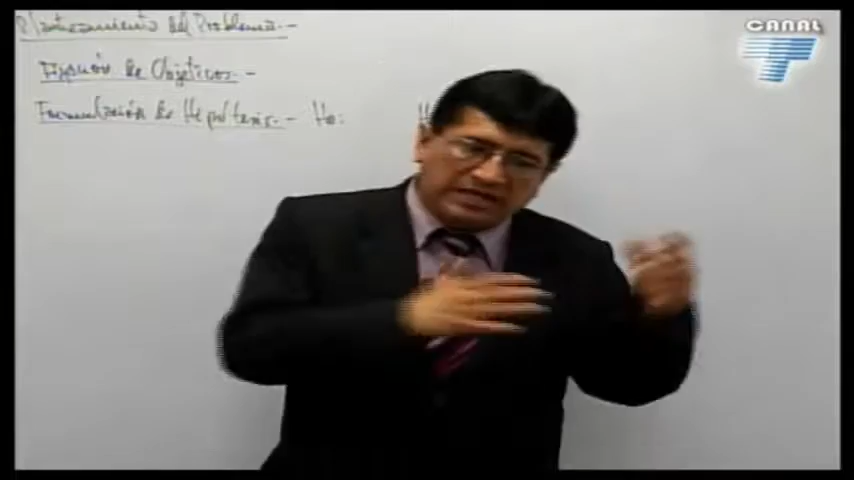 Planteamiento del Problema.-
Fijación de Objetivos.-
Formulación de Hipótesis.- Ho: H
CANAL
T